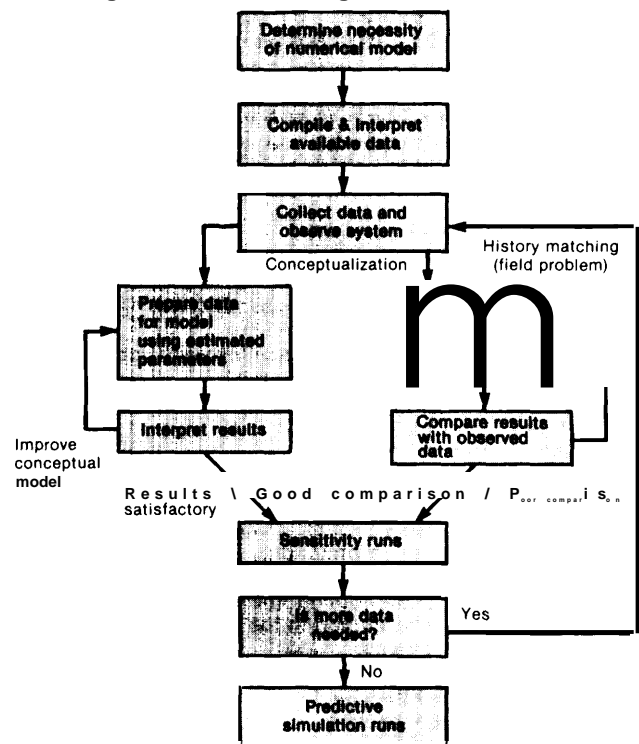 Determine necessity
of numerical model
Compile & interpret
available data
Collect data and
observe system
Conceptualization
History matching
(field problem)
Prepare data
for model
using estimated
parameters
m
Interpret results
Compare results
with observed
data
Improve
conceptual
model
Results \ Good comparison / Poor comparison
satisfactory
Sensitivity runs
Is more data
needed?
Yes
No
Predictive
simulation runs